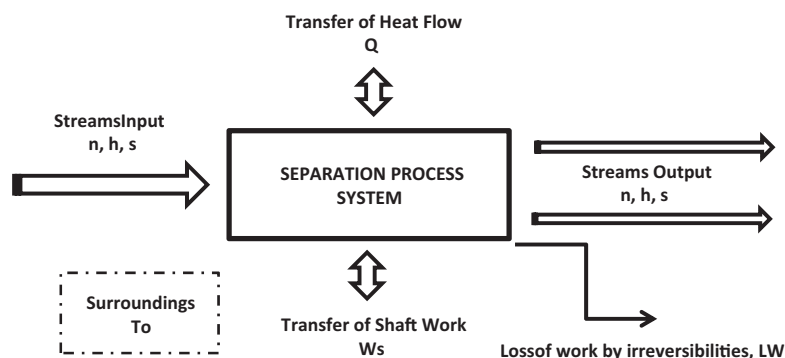 Transfer of Heat Flow
Q
StreamsInput
n, h, s
SEPARATION PROCESS
SYSTEM
Streams Output
n, h, s
Surroundings
To
Transfer of Shaft Work
Ws
Lossof work by irreversibilities, LW